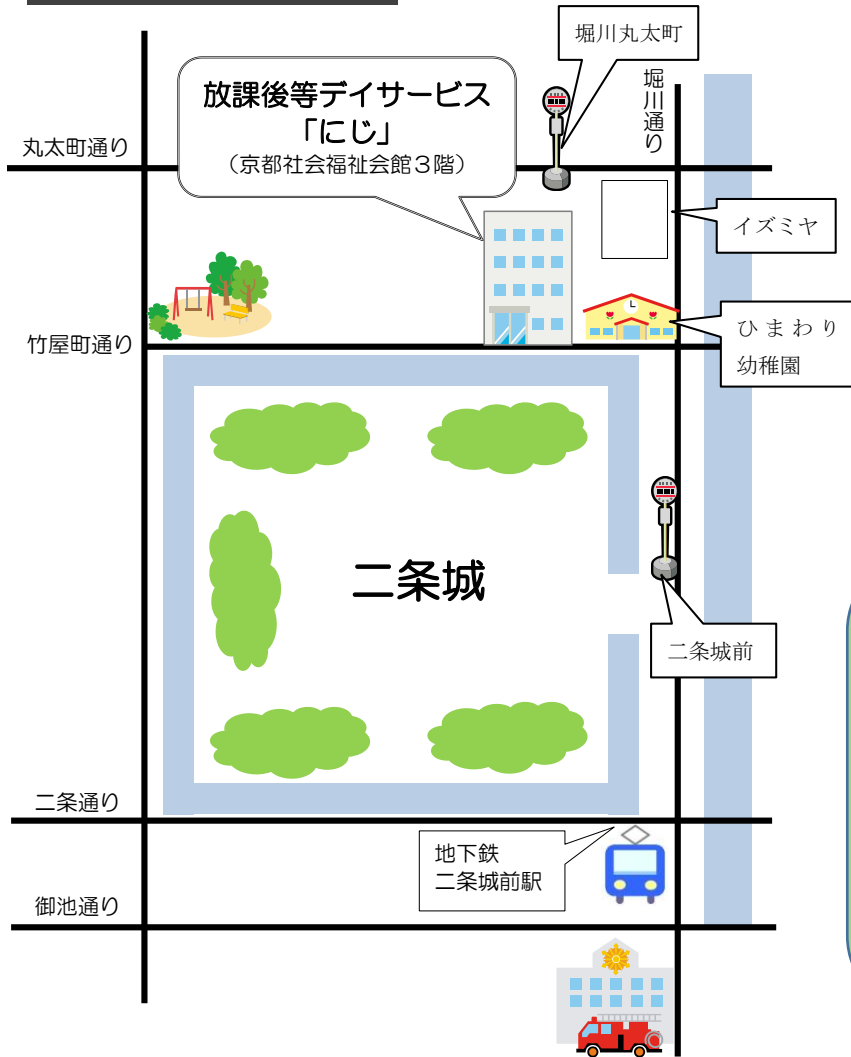 堀川丸太町
堀川通り
放課後等デイサービス
「にじ」
（京都社会福祉会館３階）
丸太町通り
イズミヤ
竹屋町通り
ひまわり
幼稚園
二条城
二条城前
二条通り
地下鉄
二条城前駅
御池通り